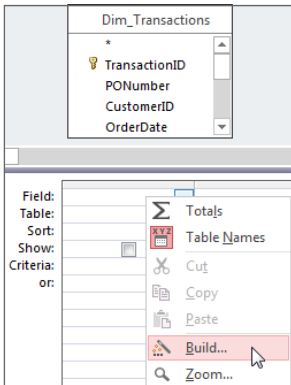 Dim_Transactions
*
TransactionID
PONumber
CustomerID
OrderDate
Field:
Table:
Sort:
Show:
Criteria:
or:
Σ Totals
XYZ Table Names
Cut
Copy
Paste
Build...
Zoom...